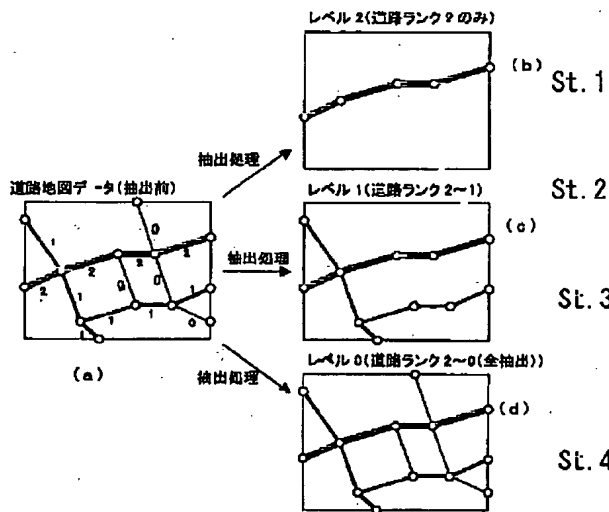 レベル 2(道路ランク 2のみ)
(b)
St. 1
抽出処理
道路地図データ(抽出前)
レベル 1(道路ランク 2～1)
St. 2
(c)
0
1
2
2
2
0
0
抽出処理
2
1
1
1
1
0
1
St. 3
(a)
抽出処理
レベル 0(道路ランク 2～0(全抽出))
(d)
St. 4